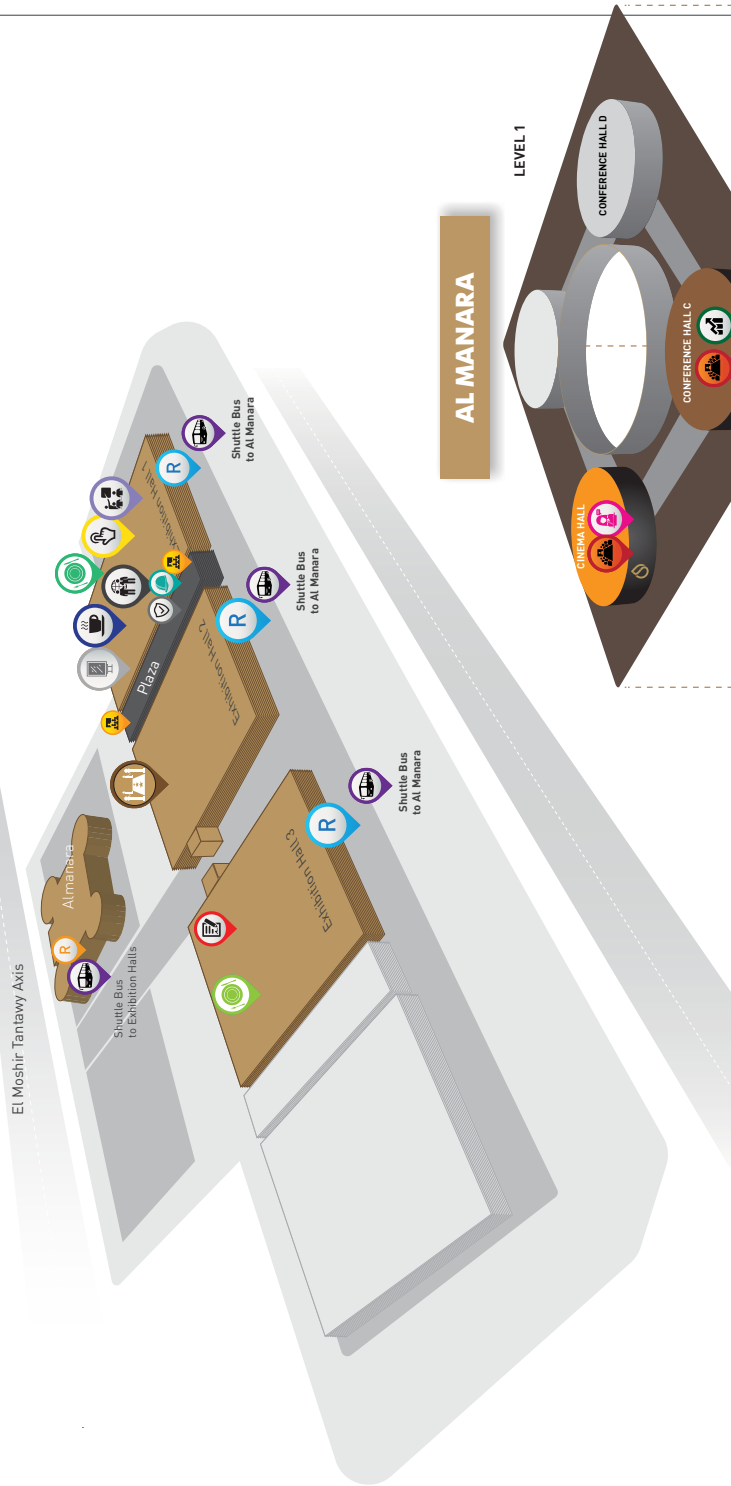 El Moshir Tantawy Axis
Almanara
R
Shuttle Bus
to Exhibition Halls
Plaza
Exhibition Hall 1
R
Shuttle Bus
to Al Manara
Exhibition Hall 2
R
Shuttle Bus
to Al Manara
Exhibition Hall 3
R
Shuttle Bus
to Al Manara
AL MANARA
LEVEL 1
CINEMA HALL
CONFERENCE HALL D
CONFERENCE HALL C